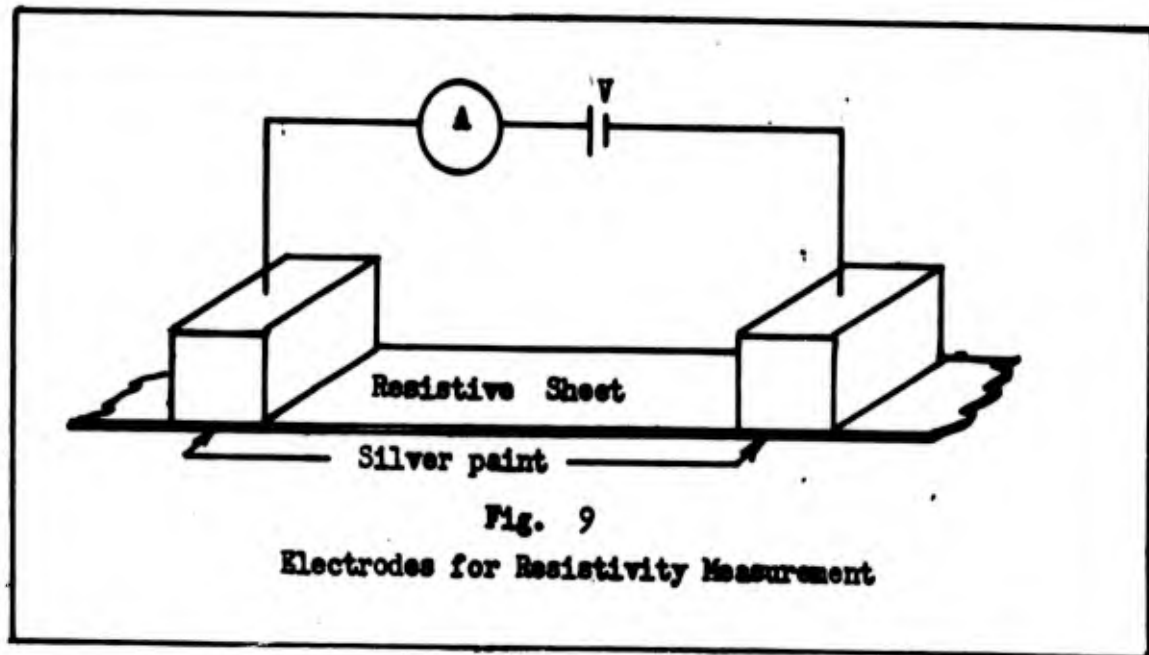 V
A
Resistive Sheet
Silver paint
Fig. 9
Electrodes for Resistivity Measurement